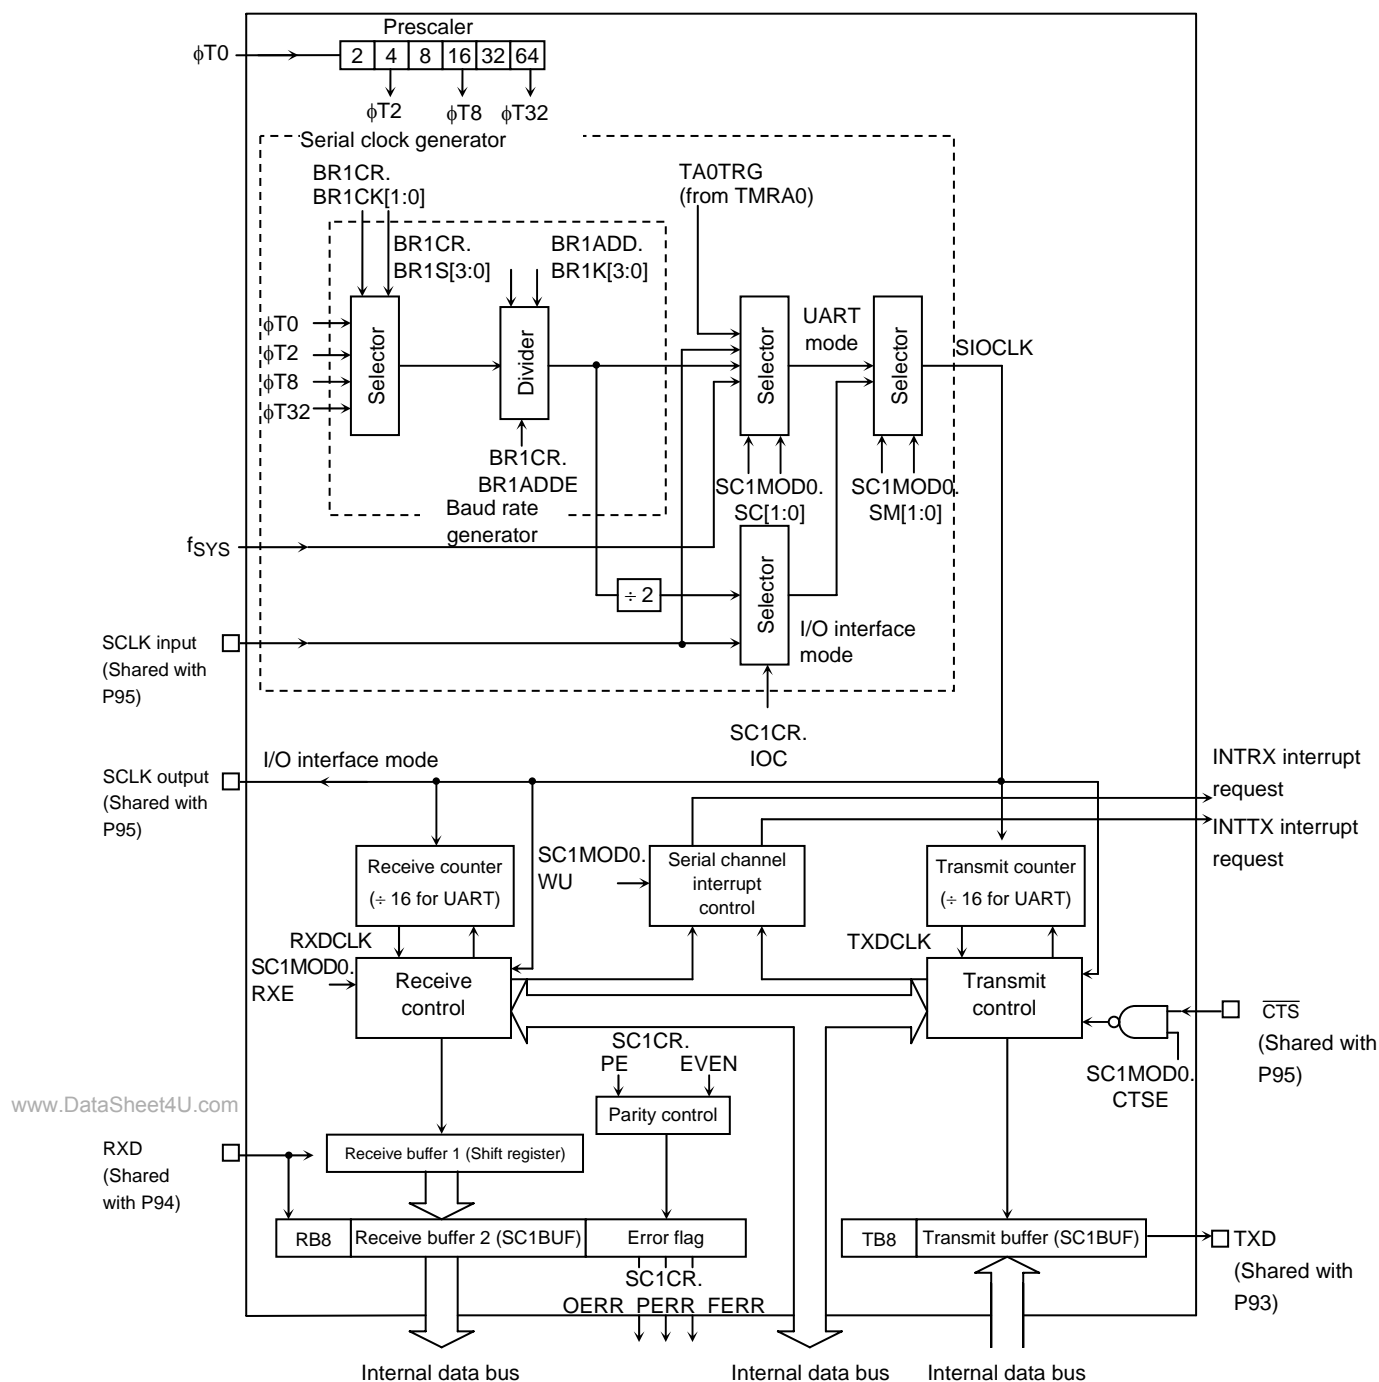 Prescaler
ϕT0
2 4 8 16 32 64
ϕT2 ϕT8 ϕT32
Serial clock generator
BR1CR.
BR1CK[1:0]
TA0TRG
(from TMRA0)
BR1CR.
BR1S[3:0]
BR1ADD.
BR1K[3:0]
ϕT0
ϕT2
ϕT8
ϕT32
Selector
Divider
Selector
UART
mode
Selector
SIOCLK
BR1CR.
BR1ADDE
SC1MOD0.
SC[1:0]
SC1MOD0.
SM[1:0]
Baud rate
generator
fSYS
÷ 2
Selector
I/O interface
mode
SCLK input
(Shared with
P95)
SC1CR.
IOC
I/O interface mode
SCLK output
(Shared with
P95)
INTRX interrupt
request
INTTX interrupt
request
Receive counter
(÷ 16 for UART)
SC1MOD0.
WU
Serial channel
interrupt
control
Transmit counter
(÷ 16 for UART)
RXDCLK
TXDCLK
SC1MOD0.
RXE
Receive
control
Transmit
control
CTS
(Shared with
P95)
SC1MOD0.
CTSE
SC1CR.
PE EVEN
Parity control
www.DataSheet4U.com
RXD
(Shared
with P94)
Receive buffer 1 (Shift register)
RB8 Receive buffer 2 (SC1BUF) Error flag
TB8 Transmit buffer (SC1BUF)
TXD
(Shared with
P93)
SC1CR.
OERR PERR FERR
Internal data bus
Internal data bus
Internal data bus